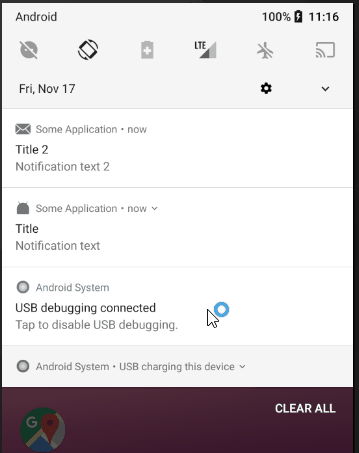 Android 100% 11:16
LTE
Fri, Nov 17
Some Application • now
Title 2
Notification text 2
Some Application • now
Title
Notification text
Android System
USB debugging connected
Tap to disable USB debugging.
Android System • USB charging this device
CLEAR ALL
G